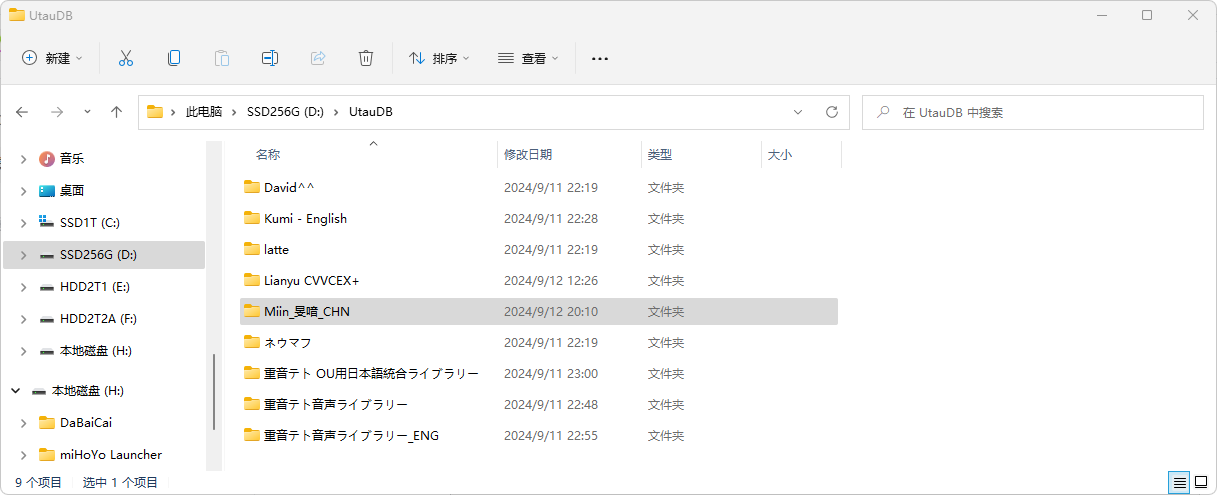 UtauDB
新建
排序
查看
此电脑 SSD256G (D:) UtauDB
在 UtauDB 中搜索
音乐
桌面
SSD1T (C:)
SSD256G (D:)
HDD2T1 (E:)
HDD2T2A (F:)
本地磁盘 (H:)
本地磁盘 (H:)
DaBaiCai
miHoYo Launcher
名称 修改日期 类型 大小
David^^ 2024/9/11 22:19 文件夹
Kumi - English 2024/9/11 22:28 文件夹
latte 2024/9/11 22:19 文件夹
Lianyu CVVCEX+ 2024/9/12 12:26 文件夹
Miin_旻喑_CHN 2024/9/12 20:10 文件夹
ネウマフ 2024/9/11 22:19 文件夹
重音テト OU用日本語統合ライブラリー 2024/9/11 23:00 文件夹
重音テト音声ライブラリー 2024/9/11 22:48 文件夹
重音テト音声ライブラリー_ENG 2024/9/11 22:55 文件夹
9 个项目 选中 1 个项目